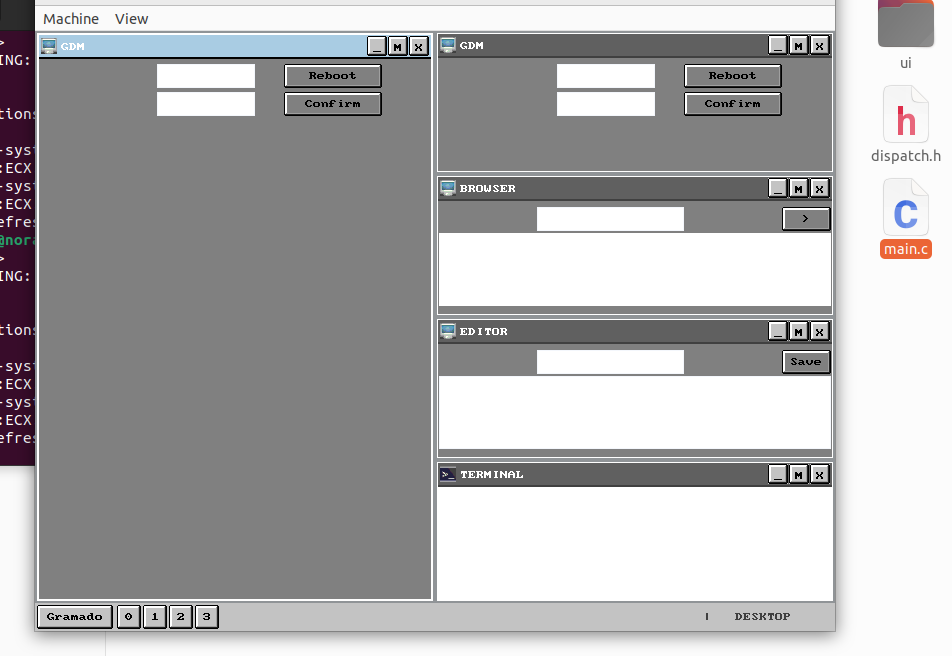 Machine View
>
ING:
tions
-syst
:ECX
-syst
:ECX
efres
@nora
>
ING:
tions
-syst
:ECX
-syst
:ECX
efres
GDM _ M X
Reboot
Confirm
GDM _ M X
Reboot
Confirm
BROWSER _ M X
>
EDITOR _ M X
Save
>_ TERMINAL _ M X
Gramado 0 1 2 3 | DESKTOP
ui
h
dispatch.h
C
main.c